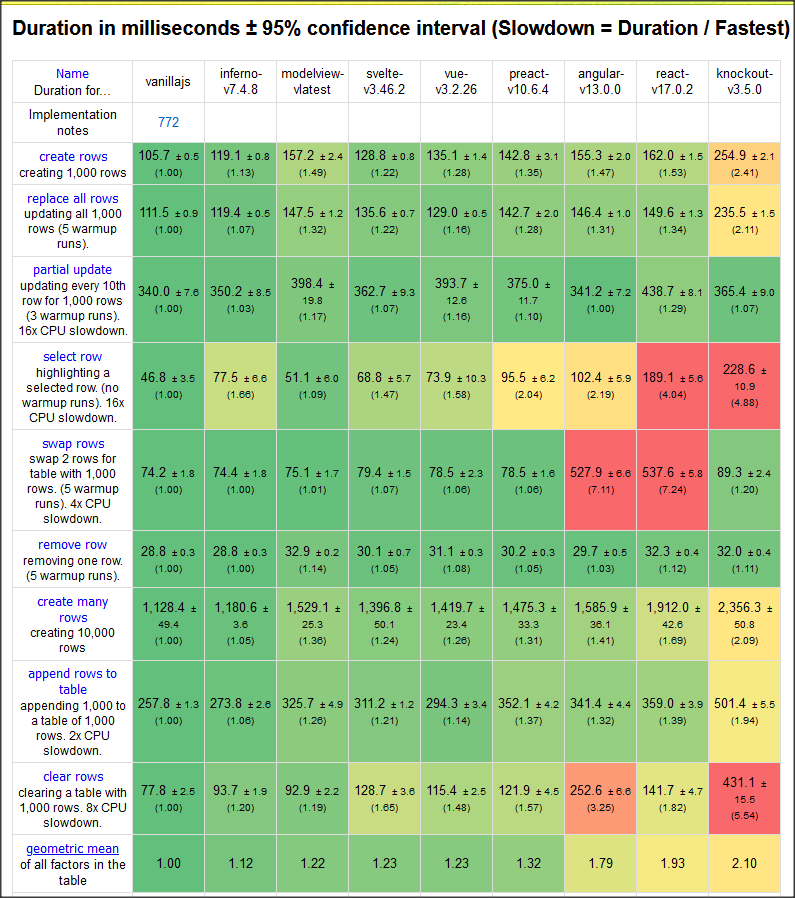 Duration in milliseconds ± 95% confidence interval (Slowdown = Duration / Fastest)
Name
Duration for...
vanillajs
inferno-
v7.4.8
modelview-
vlatest
svelte-
v3.46.2
vue-
v3.2.26
preact-
v10.6.4
angular-
v13.0.0
react-
v17.0.2
knockout-
v3.5.0
Implementation
notes
772
create rows
creating 1,000 rows
105.7 ± 0.5
(1.00)
119.1 ± 0.8
(1.13)
157.2 ± 2.4
(1.49)
128.8 ± 0.8
(1.22)
135.1 ± 1.4
(1.28)
142.8 ± 3.1
(1.35)
155.3 ± 2.0
(1.47)
162.0 ± 1.5
(1.53)
254.9 ± 2.1
(2.41)
replace all rows
updating all 1,000
rows (5 warmup
runs).
111.5 ± 0.9
(1.00)
119.4 ± 0.5
(1.07)
147.5 ± 1.2
(1.32)
135.6 ± 0.7
(1.22)
129.0 ± 0.5
(1.16)
142.7 ± 2.0
(1.28)
146.4 ± 1.0
(1.31)
149.6 ± 1.3
(1.34)
235.5 ± 1.5
(2.11)
partial update
updating every 10th
row for 1,000 rows
(3 warmup runs).
16x CPU slowdown.
340.0 ± 7.6
(1.00)
350.2 ± 8.5
(1.03)
398.4 ±
19.8
(1.17)
362.7 ± 9.3
(1.07)
393.7 ±
12.6
(1.16)
375.0 ±
11.7
(1.10)
341.2 ± 7.2
(1.00)
438.7 ± 8.1
(1.29)
365.4 ± 9.0
(1.07)
select row
highlighting a
selected row. (no
warmup runs). 16x
CPU slowdown.
46.8 ± 3.5
(1.00)
77.5 ± 6.6
(1.66)
51.1 ± 6.0
(1.09)
68.8 ± 5.7
(1.47)
73.9 ± 10.3
(1.58)
95.5 ± 6.2
(2.04)
102.4 ± 5.9
(2.19)
189.1 ± 5.6
(4.04)
228.6 ±
10.9
(4.88)
swap rows
swap 2 rows for
table with 1,000
rows. (5 warmup
runs). 4x CPU
slowdown.
74.2 ± 1.8
(1.00)
74.4 ± 1.8
(1.00)
75.1 ± 1.7
(1.01)
79.4 ± 1.5
(1.07)
78.5 ± 2.3
(1.06)
78.5 ± 1.6
(1.06)
527.9 ± 6.6
(7.11)
537.6 ± 5.8
(7.24)
89.3 ± 2.4
(1.20)
remove row
removing one row.
(5 warmup runs).
28.8 ± 0.3
(1.00)
28.8 ± 0.3
(1.00)
32.9 ± 0.2
(1.14)
30.1 ± 0.7
(1.05)
31.1 ± 0.3
(1.08)
30.2 ± 0.3
(1.05)
29.7 ± 0.5
(1.03)
32.3 ± 0.4
(1.12)
32.0 ± 0.4
(1.11)
create many
rows
creating 10,000
rows
1,128.4 ±
49.4
(1.00)
1,180.6 ±
3.6
(1.05)
1,529.1 ±
25.3
(1.36)
1,396.8 ±
50.1
(1.24)
1,419.7 ±
23.4
(1.26)
1,475.3 ±
33.3
(1.31)
1,585.9 ±
36.1
(1.41)
1,912.0 ±
42.6
(1.69)
2,356.3 ±
50.8
(2.09)
append rows to
table
appending 1,000 to
a table of 1,000
rows. 2x CPU
slowdown.
257.8 ± 1.3
(1.00)
273.8 ± 2.6
(1.06)
325.7 ± 4.9
(1.26)
311.2 ± 1.2
(1.21)
294.3 ± 3.4
(1.14)
352.1 ± 4.2
(1.37)
341.4 ± 4.4
(1.32)
359.0 ± 3.9
(1.39)
501.4 ± 5.5
(1.94)
clear rows
clearing a table with
1,000 rows. 8x CPU
slowdown.
77.8 ± 2.5
(1.00)
93.7 ± 1.9
(1.20)
92.9 ± 2.2
(1.19)
128.7 ± 3.6
(1.65)
115.4 ± 2.5
(1.48)
121.9 ± 4.5
(1.57)
252.6 ± 6.6
(3.25)
141.7 ± 4.7
(1.82)
431.1 ±
15.5
(5.54)
geometric mean
of all factors in the
table
1.00
1.12
1.22
1.23
1.23
1.32
1.79
1.93
2.10